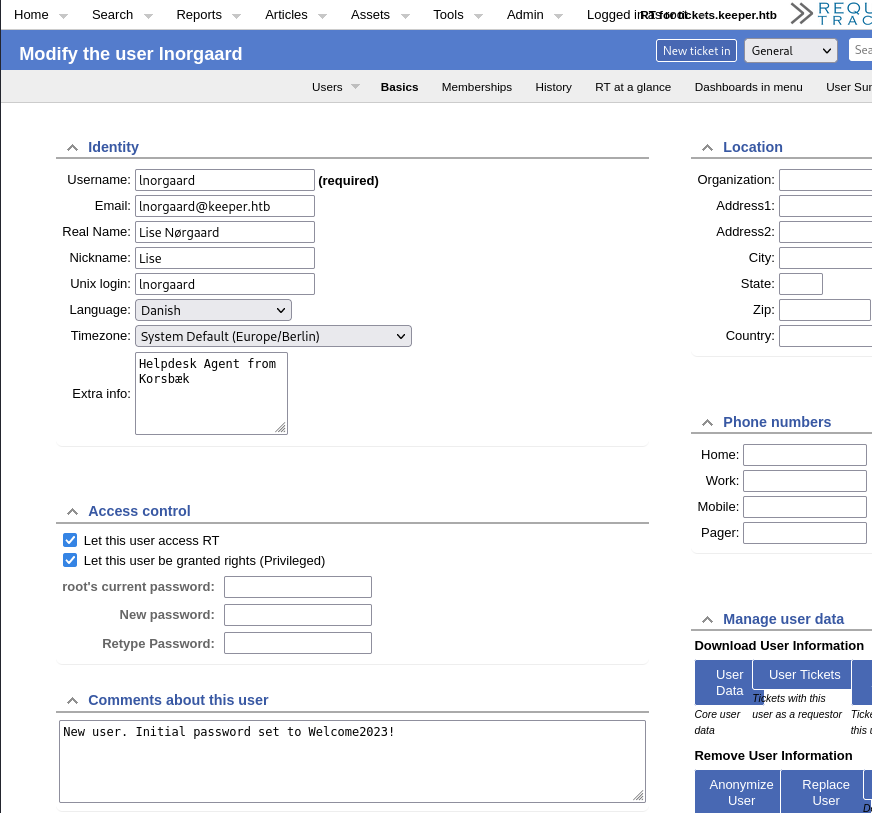 Home Search Reports Articles Assets Tools Admin Logged in as root RT for tickets.keeper.htb
REQU
TRAC
Modify the user lnorgaard
New ticket in General Sea
Users Basics Memberships History RT at a glance Dashboards in menu User Sum
Identity
Username: lnorgaard (required)
Email: lnorgaard@keeper.htb
Real Name: Lise Nørgaard
Nickname: Lise
Unix login: lnorgaard
Language: Danish
Timezone: System Default (Europe/Berlin)
Extra info: Helpdesk Agent from
Korsbæk
Access control
Let this user access RT
Let this user be granted rights (Privileged)
root's current password:
New password:
Retype Password:
Comments about this user
New user. Initial password set to Welcome2023!
Location
Organization:
Address1:
Address2:
City:
State:
Zip:
Country:
Phone numbers
Home:
Work:
Mobile:
Pager:
Manage user data
Download User Information
User
Data
User Tickets
Core user
data
Tickets with this
user as a requestor
Ticke
this u
Remove User Information
Anonymize
User
Replace
User